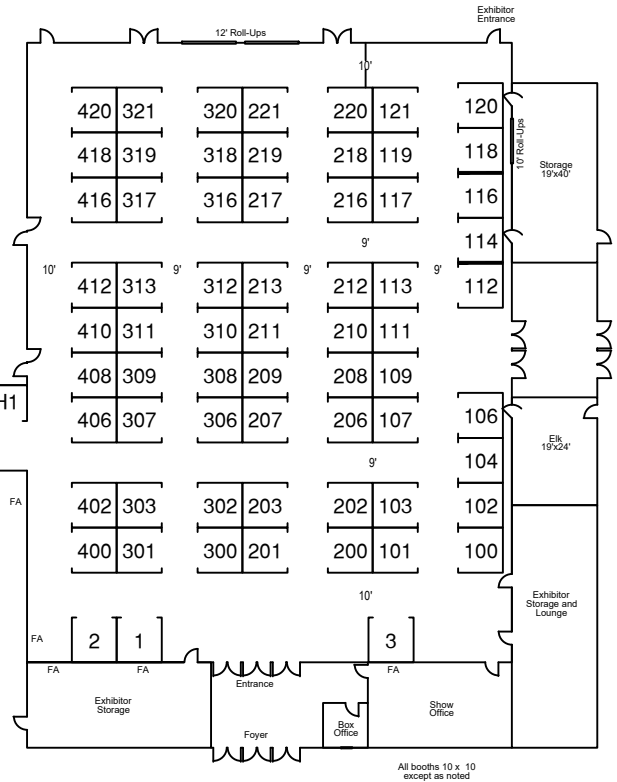 Exhibitor
Entrance
12' Roll-Ups
10'
420 321 320 221 220 121 120
10' Roll-Ups
418 319 318 219 218 119 118
Storage
19'x40'
416 317 316 217 216 117 116
9'
114
10' 9' 9' 9'
412 313 312 213 212 113 112
410 311 310 211 210 111
408 309 308 209 208 109
H1
406 307 306 207 206 107 106
Elk
19'x24'
104
9'
FA
402 303 302 203 202 103 102
400 301 300 201 200 101 100
10'
Exhibitor
Storage and
Lounge
FA
2 1 3
FA FA FA
Entrance
Exhibitor
Storage
Show
Office
Box
Office
Foyer
All booths 10 x 10
except as noted